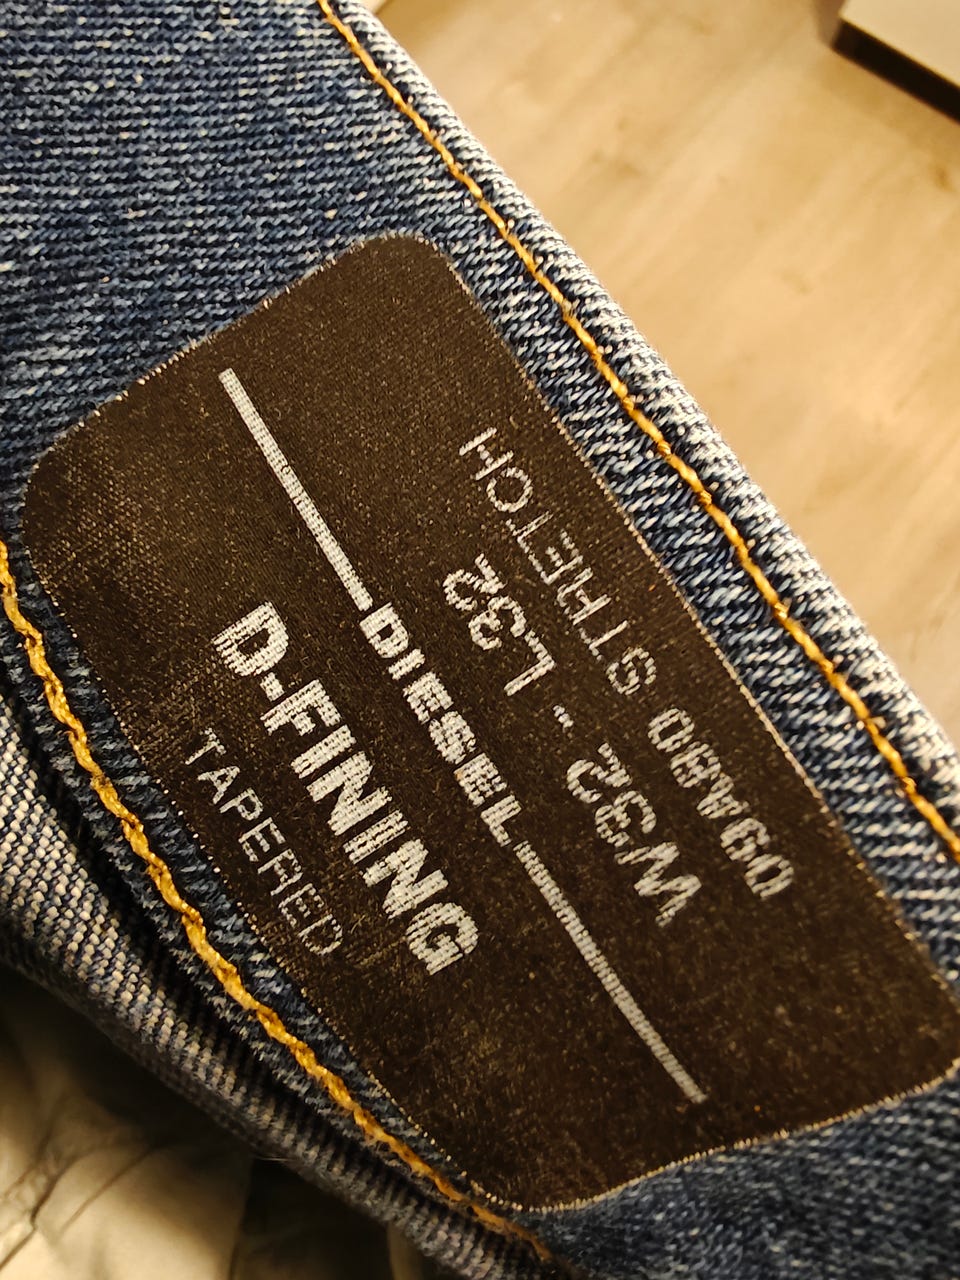 DIESEL
D-FINING
TAPERED
W32 . L32
09A80 STRETCH